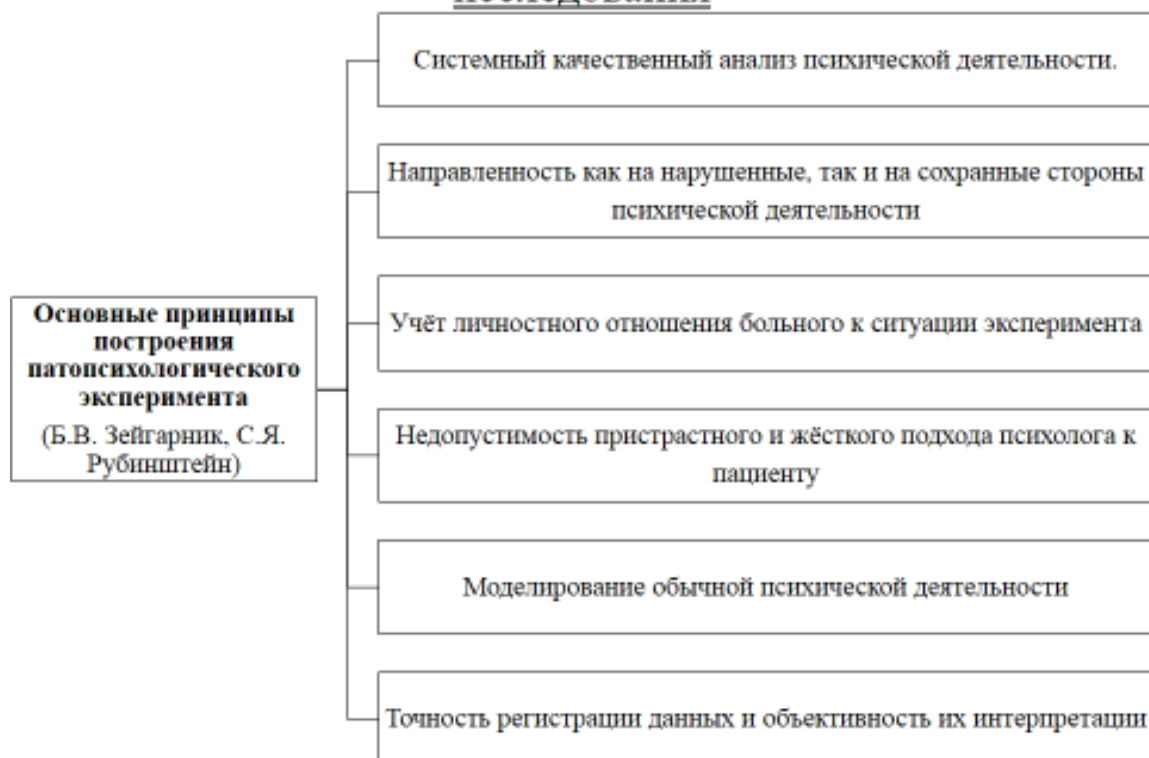 Системный качественный анализ психической деятельности.
Направленность как на нарушенные, так и на сохранные стороны
психической деятельности
Учёт личностного отношения больного к ситуации эксперимента
Основные принципы
построения
патопсихологического
эксперимента
(Б.В. Зейгарник, С.Я.
Рубинштейн)
Недопустимость пристрастного и жёсткого подхода психолога к
пациенту
Моделирование обычной психической деятельности
Точность регистрации данных и объективность их интерпретации